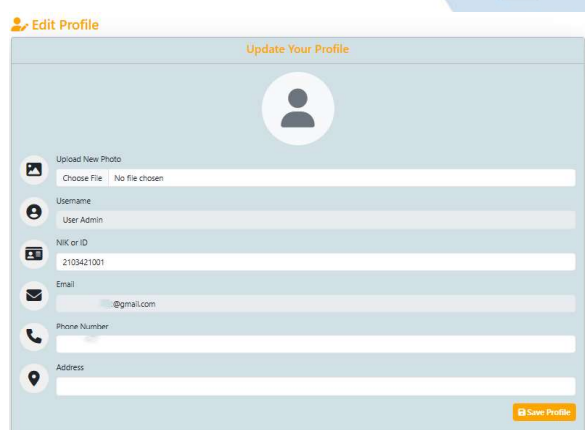 Edit Profile
Update Your Profile
Upload New Photo
Choose File No file chosen
Username
User Admin
NIK or ID
2103421001
Email
@gmail.com
Phone Number
Address
Save Profile